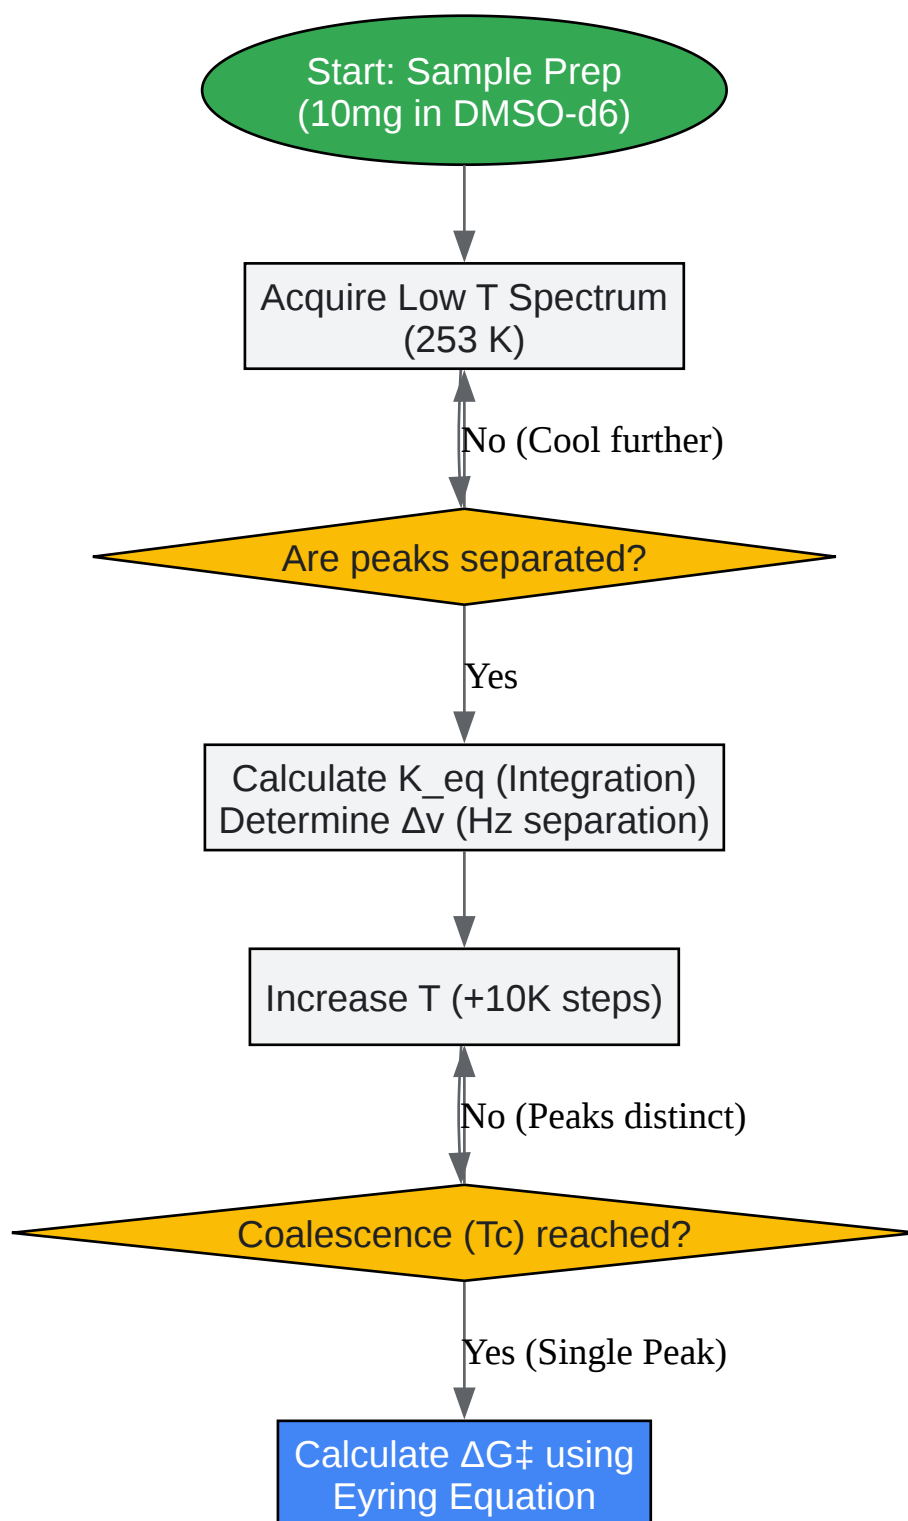 Start: Sample Prep
(10mg in DMSO-d6)
Acquire Low T Spectrum
(253 K)
No (Cool further)
Are peaks separated?
Yes
Calculate K_eq (Integration)
Determine Δv (Hz separation)
Increase T (+10K steps)
No (Peaks distinct)
Coalescence (Tc) reached?
Yes (Single Peak)
Calculate ΔG‡ using
Eyring Equation